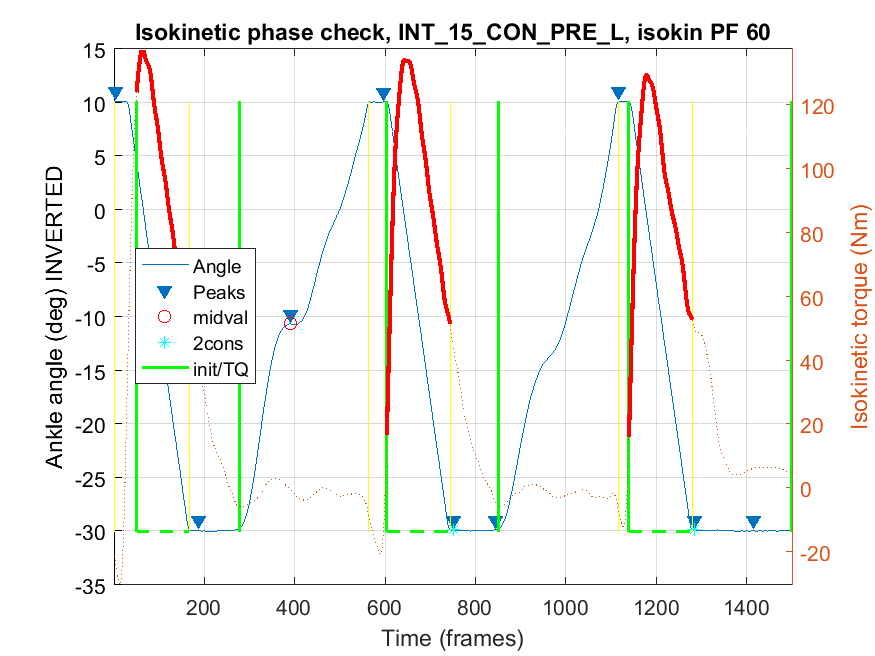 Isokinetic phase check, INT_15_CON_PRE_L, isokin PF 60
Ankle angle (deg) INVERTED
15
10
5
0
-5
-10
-15
-20
-25
-30
-35
Angle
Peaks
midval
2cons
init/TQ
120
100
80
60
40
20
0
-20
Isokinetic torque (Nm)
200
400
600
800
1000
1200
1400
Time (frames)